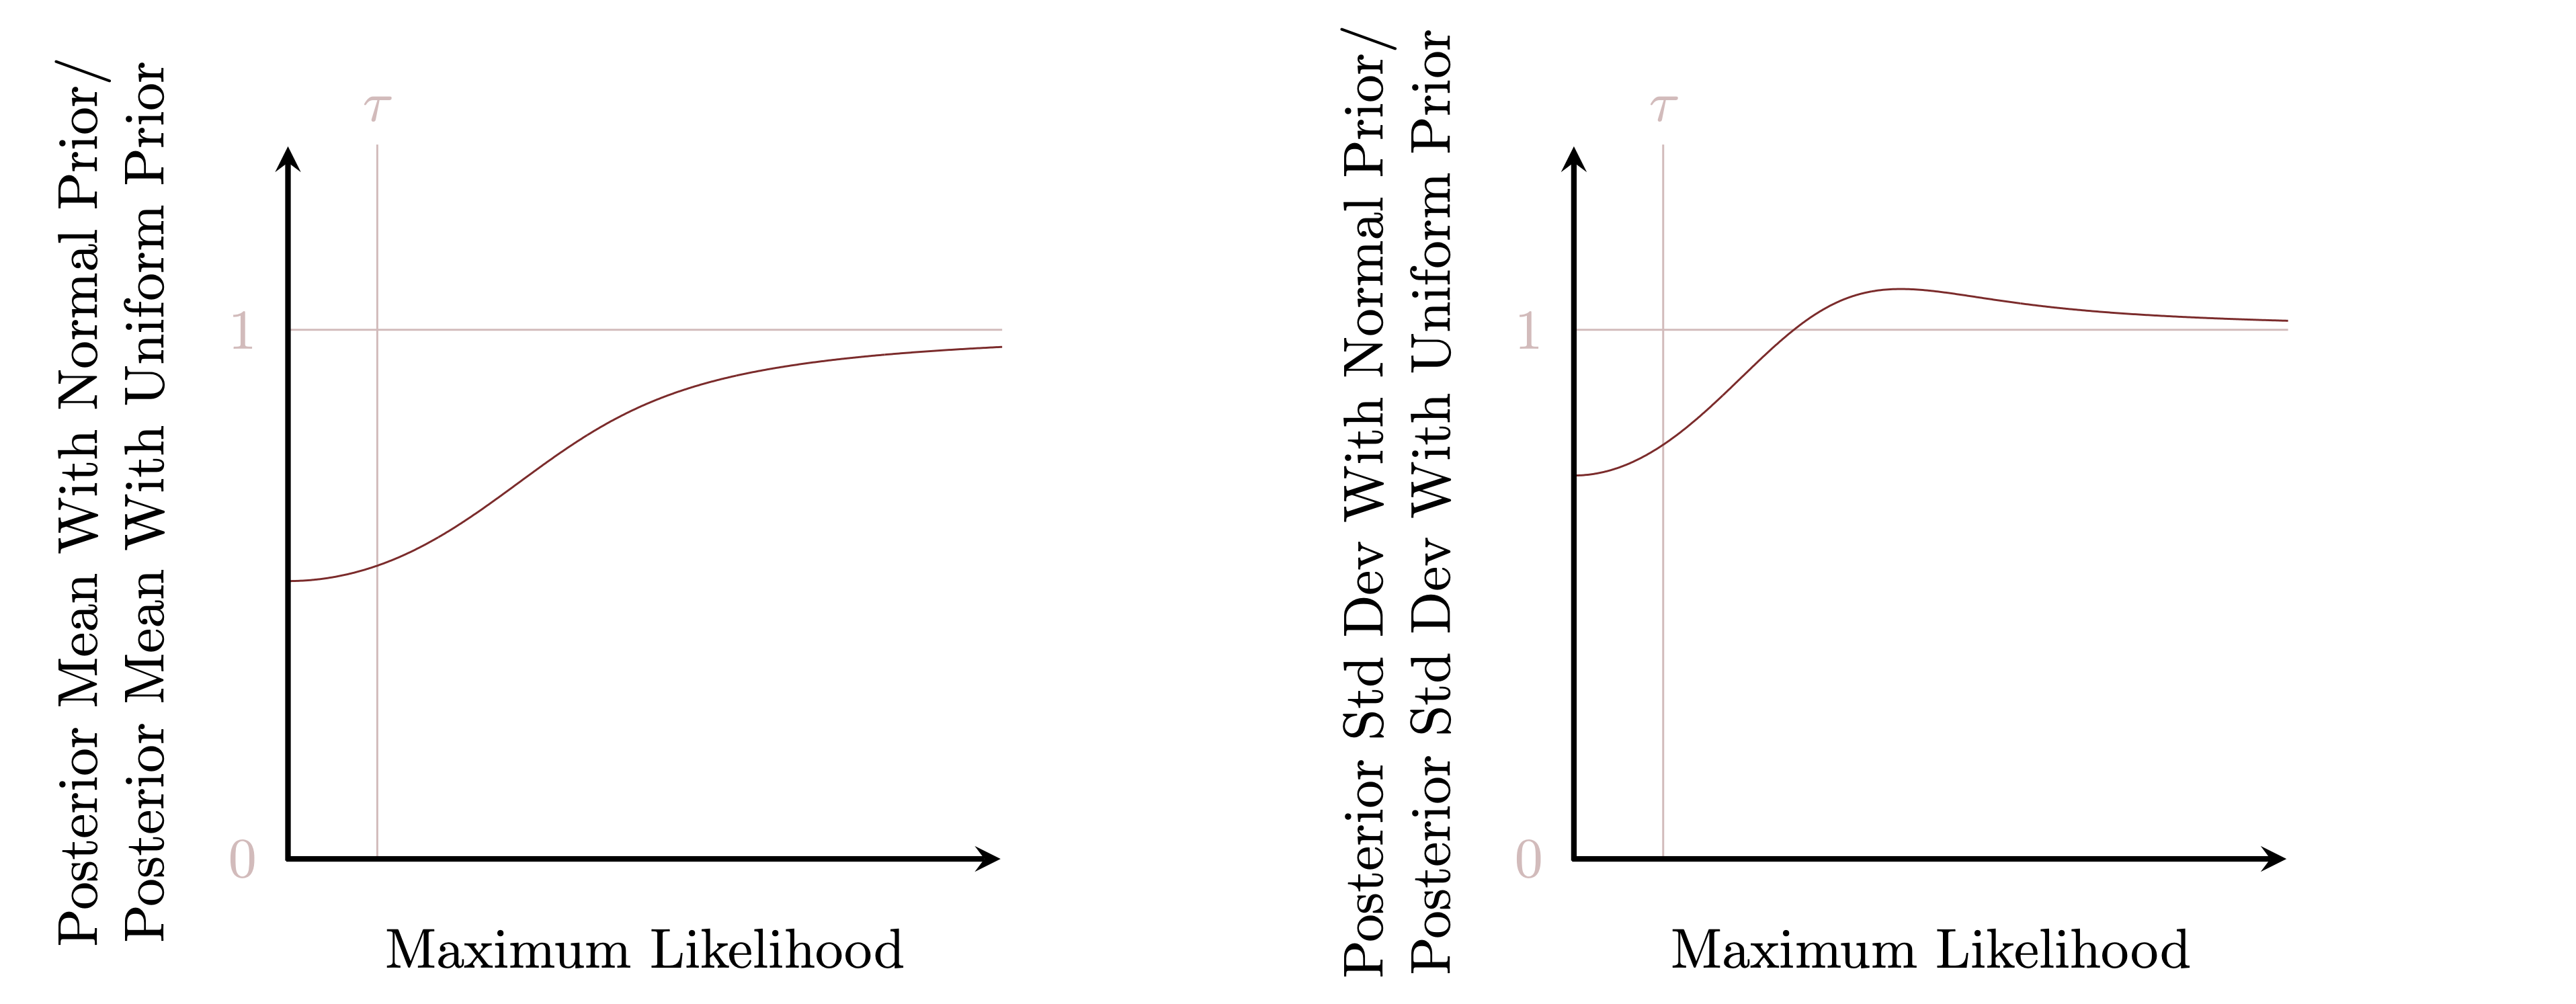 Posterior Mean With Normal Prior/
Posterior Mean With Uniform Prior
τ
1
0
Maximum Likelihood
Posterior Std Dev With Normal Prior/
Posterior Std Dev With Uniform Prior
τ
1
0
Maximum Likelihood